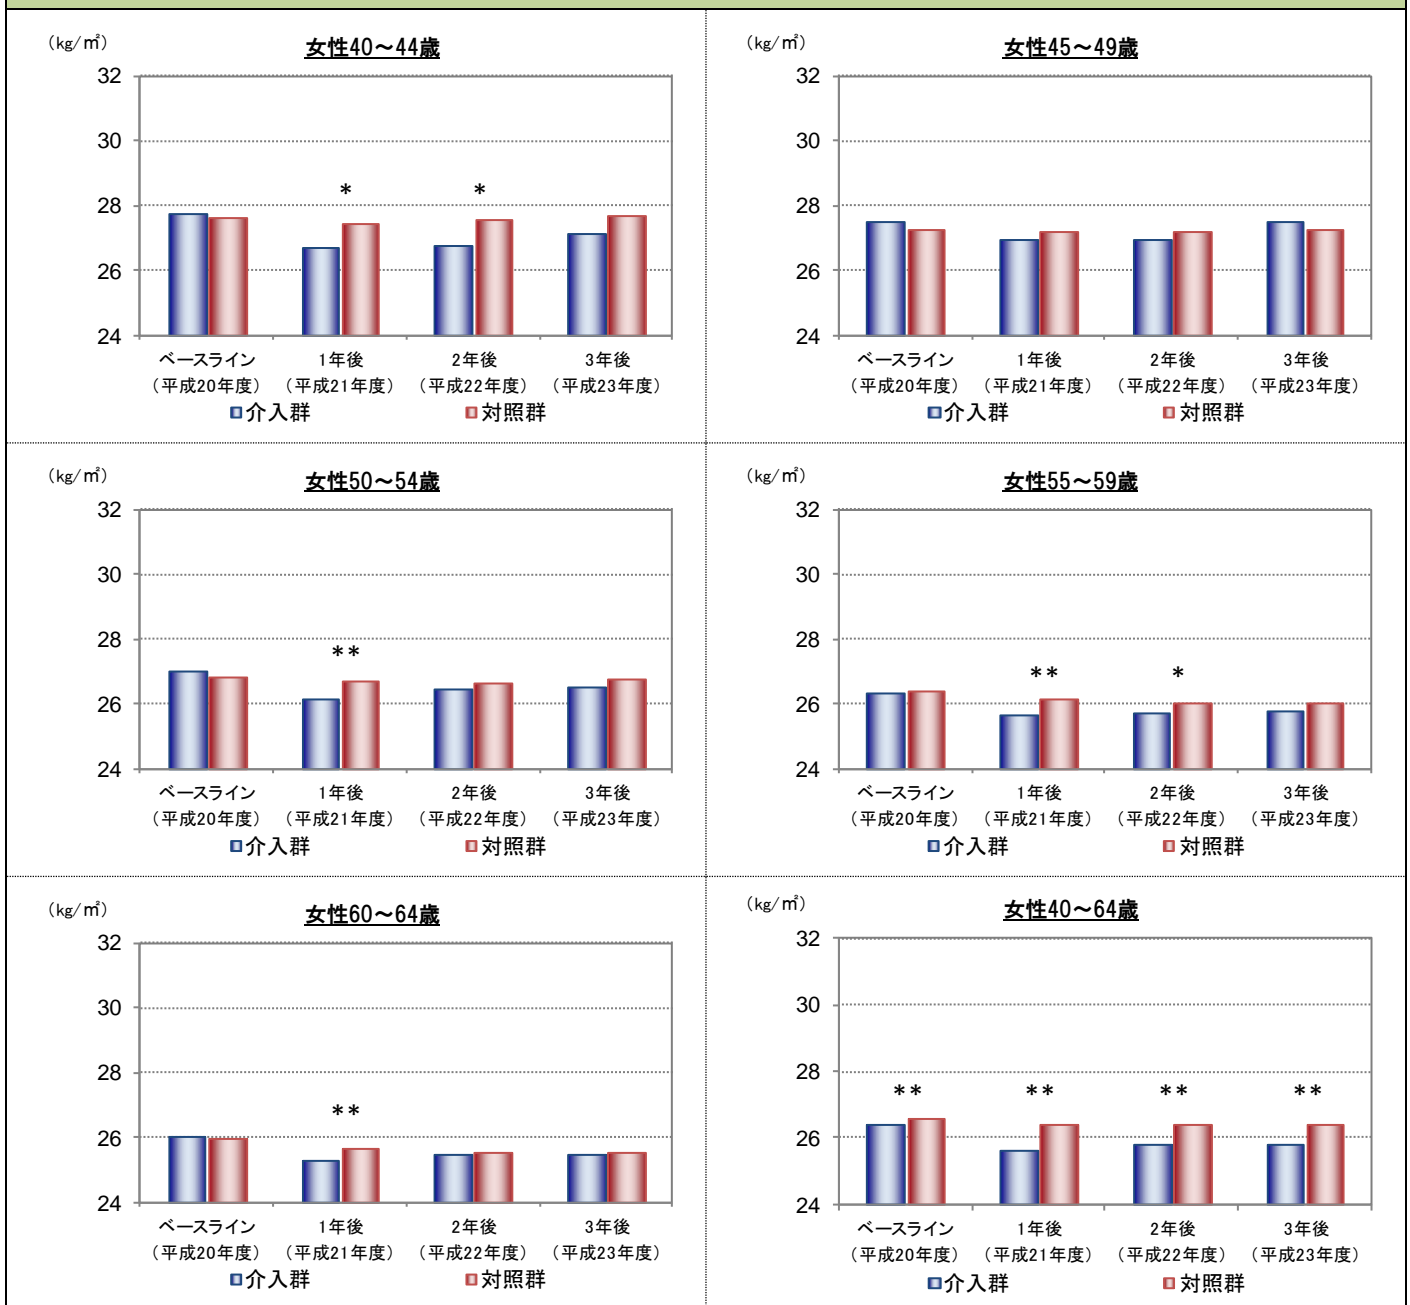 (kg/㎡)
女性40～44歳
32
30
28
26
24
* *
ベースライン 1年後 2年後 3年後
(平成20年度) (平成21年度) (平成22年度) (平成23年度)
介入群 対照群
(kg/㎡)
女性45～49歳
32
30
28
26
24
ベースライン 1年後 2年後 3年後
(平成20年度) (平成21年度) (平成22年度) (平成23年度)
介入群 対照群
(kg/㎡)
女性50～54歳
32
30
28
26
24
**
ベースライン 1年後 2年後 3年後
(平成20年度) (平成21年度) (平成22年度) (平成23年度)
介入群 対照群
(kg/㎡)
女性55～59歳
32
30
28
26
24
** *
ベースライン 1年後 2年後 3年後
(平成20年度) (平成21年度) (平成22年度) (平成23年度)
介入群 対照群
(kg/㎡)
女性60～64歳
32
30
28
26
24
**
ベースライン 1年後 2年後 3年後
(平成20年度) (平成21年度) (平成22年度) (平成23年度)
介入群 対照群
(kg/㎡)
女性40～64歳
32
30
28
26
24
** ** ** **
ベースライン 1年後 2年後 3年後
(平成20年度) (平成21年度) (平成22年度) (平成23年度)
介入群 対照群